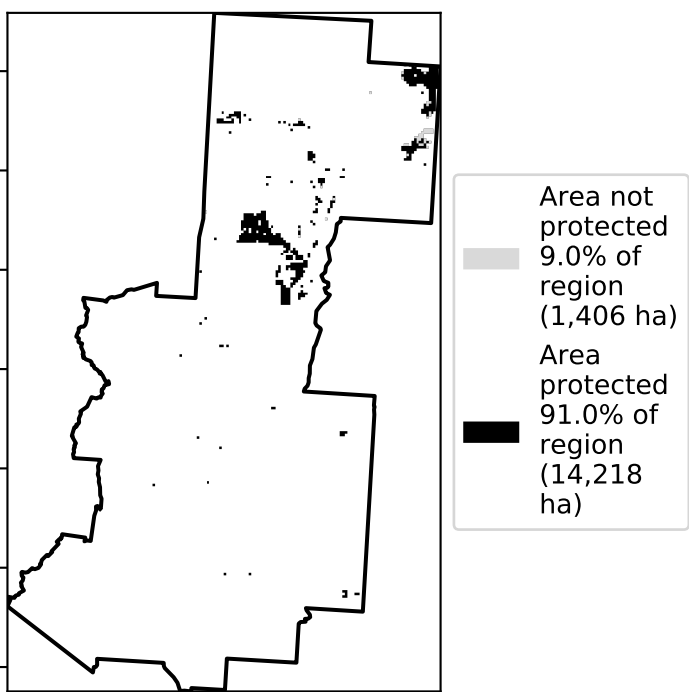 Area not
protected
9.0% of
region
(1,406 ha)
Area
protected
91.0% of
region
(14,218
ha)